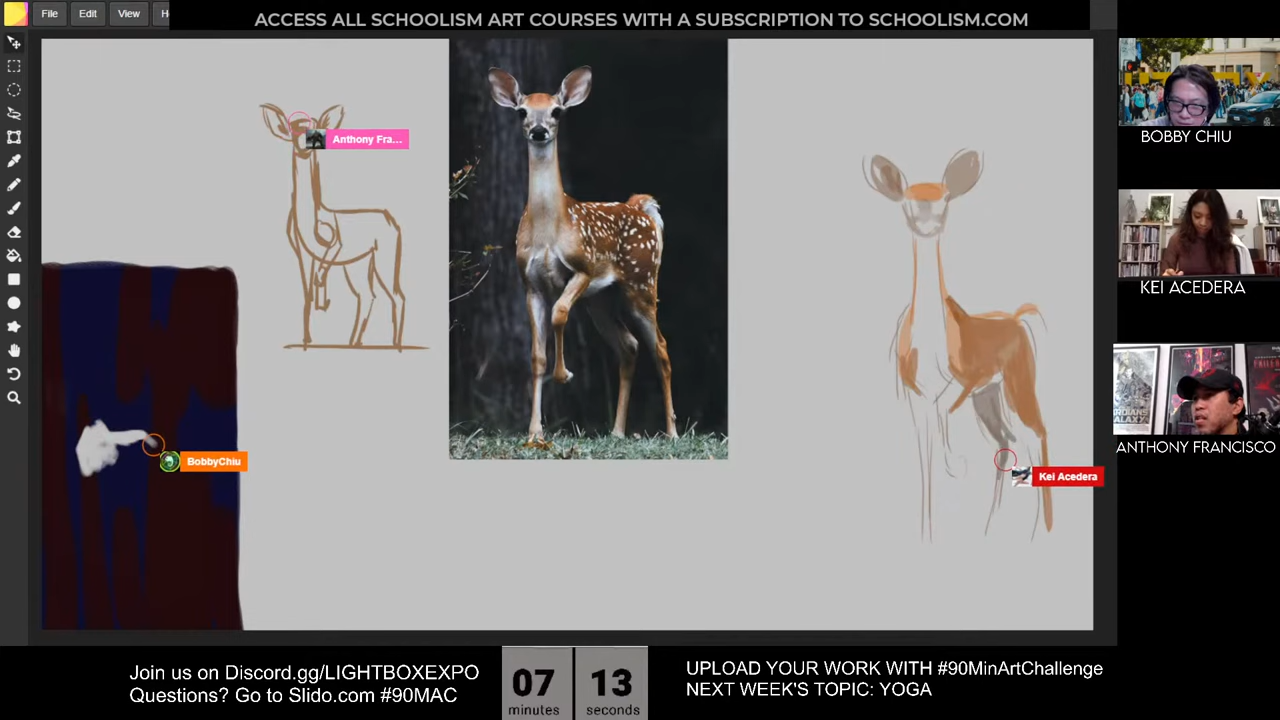 ACCESS ALL SCHOOLISM ART COURSES WITH A SUBSCRIPTION TO SCHOOLISM.COM
File Edit View H
Anthony Fra...
BobbyChiu
Kei Acedera
BOBBY CHIU
KEI ACEDERA
ANTHONY FRANCISCO
Join us on Discord.gg/LIGHTBOXEXPO
Questions? Go to Slido.com #90MAC
07 13
minutes seconds
UPLOAD YOUR WORK WITH #90MinArtChallenge
NEXT WEEK'S TOPIC: YOGA